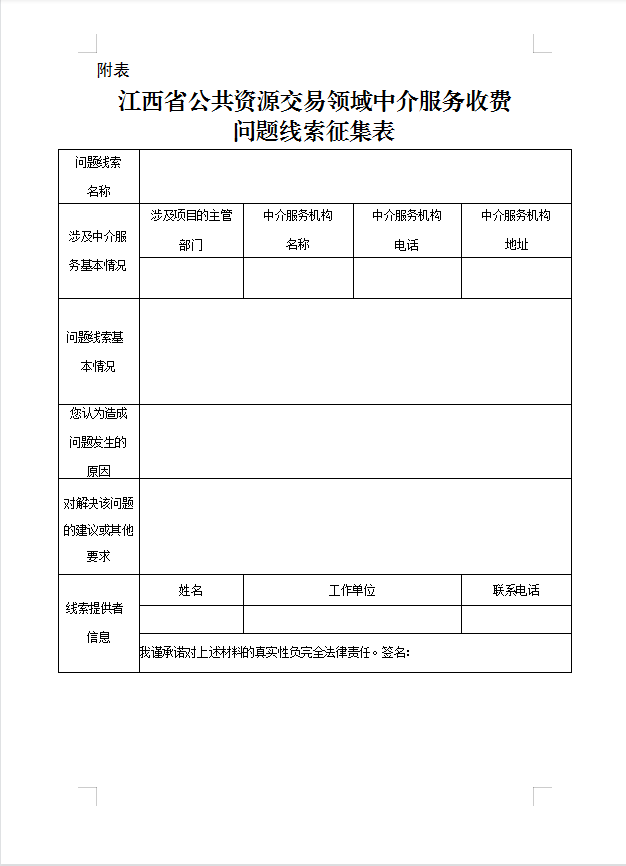 附表
江西省公共资源交易领域中介服务收费
问题线索征集表
问题线索
名称
涉及中介服
务基本情况
涉及项目的主管
部门
中介服务机构
名称
中介服务机构
电话
中介服务机构
地址
问题线索基
本情况
您认为造成
问题发生的
原因
对解决该问题
的建议或其他
要求
线索提供者
信息
姓名
工作单位
联系电话
我谨承诺对上述材料的真实性负完全法律责任。签名：